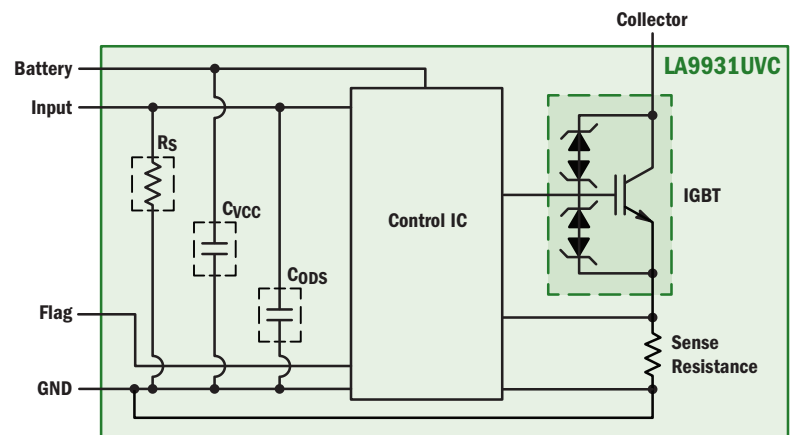 Collector
LA9931UVC
Battery
Input
RS
CVCC
CODS
Control IC
IGBT
Flag
GND
Sense
Resistance